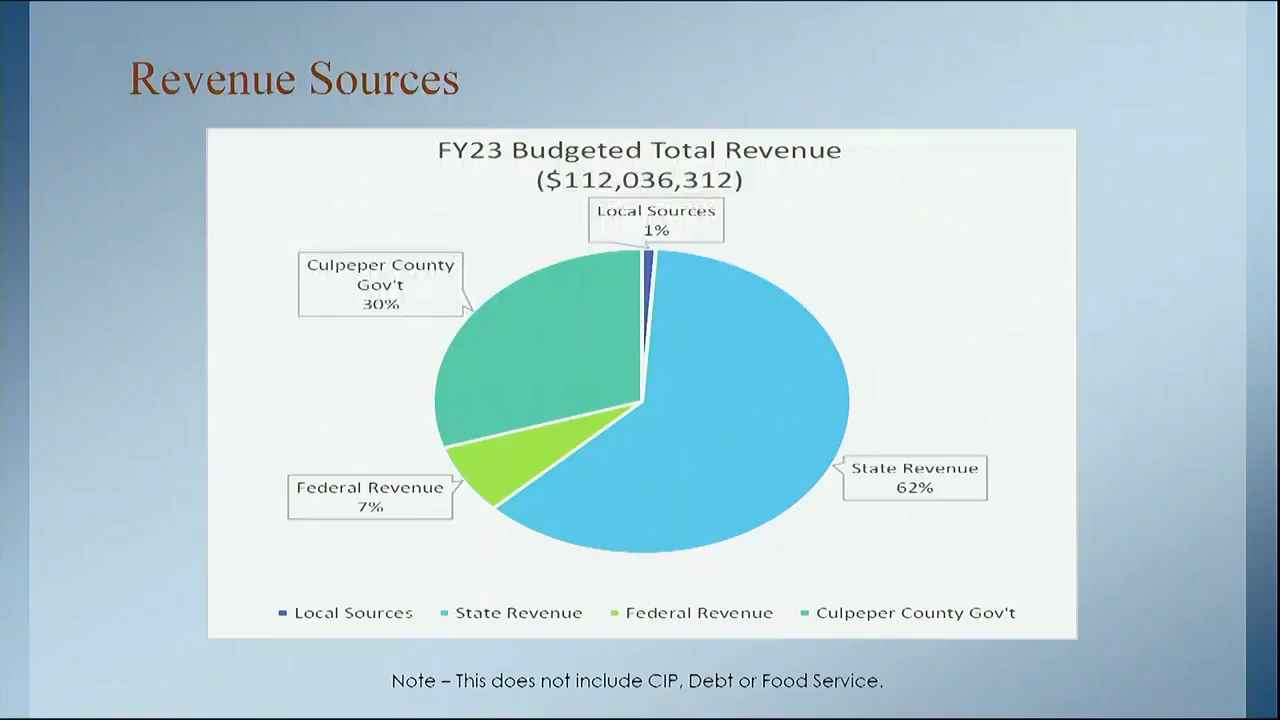 Revenue Sources
FY23 Budgeted Total Revenue
($112,036,312)
Local Sources
1%
Culpeper County
Gov't
30%
State Revenue
62%
Federal Revenue
7%
Local Sources
State Revenue
Federal Revenue
Culpeper County Gov't
Note – This does not include CIP, Debt or Food Service.